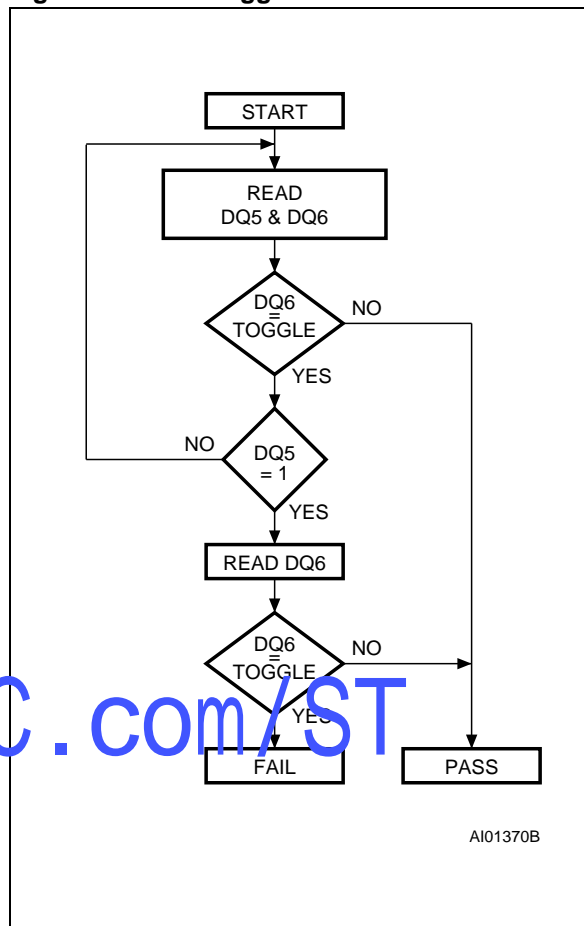 START
READ
DQ5 & DQ6
DQ6
=
TOGGLE
NO
YES
NO
DQ5
= 1
YES
READ DQ6
DQ6
=
TOGGLE
NO
YES
C.com/ST
FAIL
PASS
AI01370B